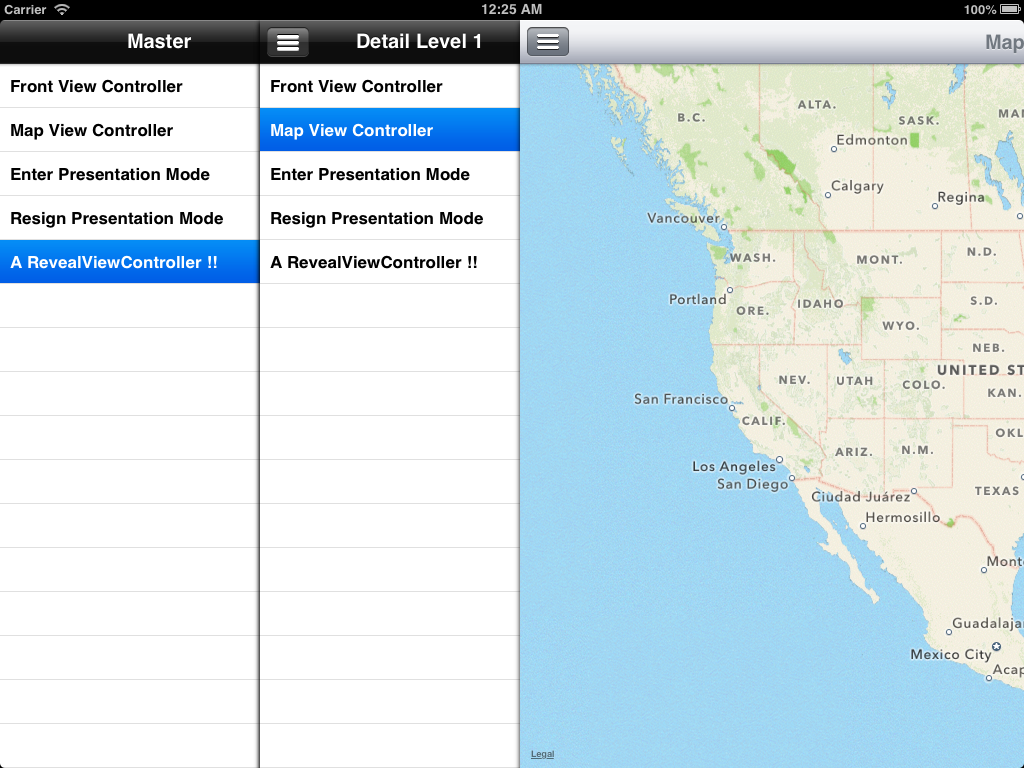 Carrier 12:25 AM 100%
Master
Front View Controller
Map View Controller
Enter Presentation Mode
Resign Presentation Mode
A RevealViewController !!
Detail Level 1
Front View Controller
Map View Controller
Enter Presentation Mode
Resign Presentation Mode
A RevealViewController !!
Map
B.C.
ALTA.
SASK.
MAN
Edmonton
Calgary
Regina
Vancouver
WASH.
MONT.
N.D.
Portland
ORE.
IDAHO
S.D.
WYO.
NEB.
UNITED ST
NEV.
UTAH
COLO.
KAN.
San Francisco
CALIF.
OKL
ARIZ.
N.M.
Los Angeles
San Diego
TEXAS
Ciudad Juárez
Hermosillo
Mont
Guadalaja
Mexico City
Acap
Legal